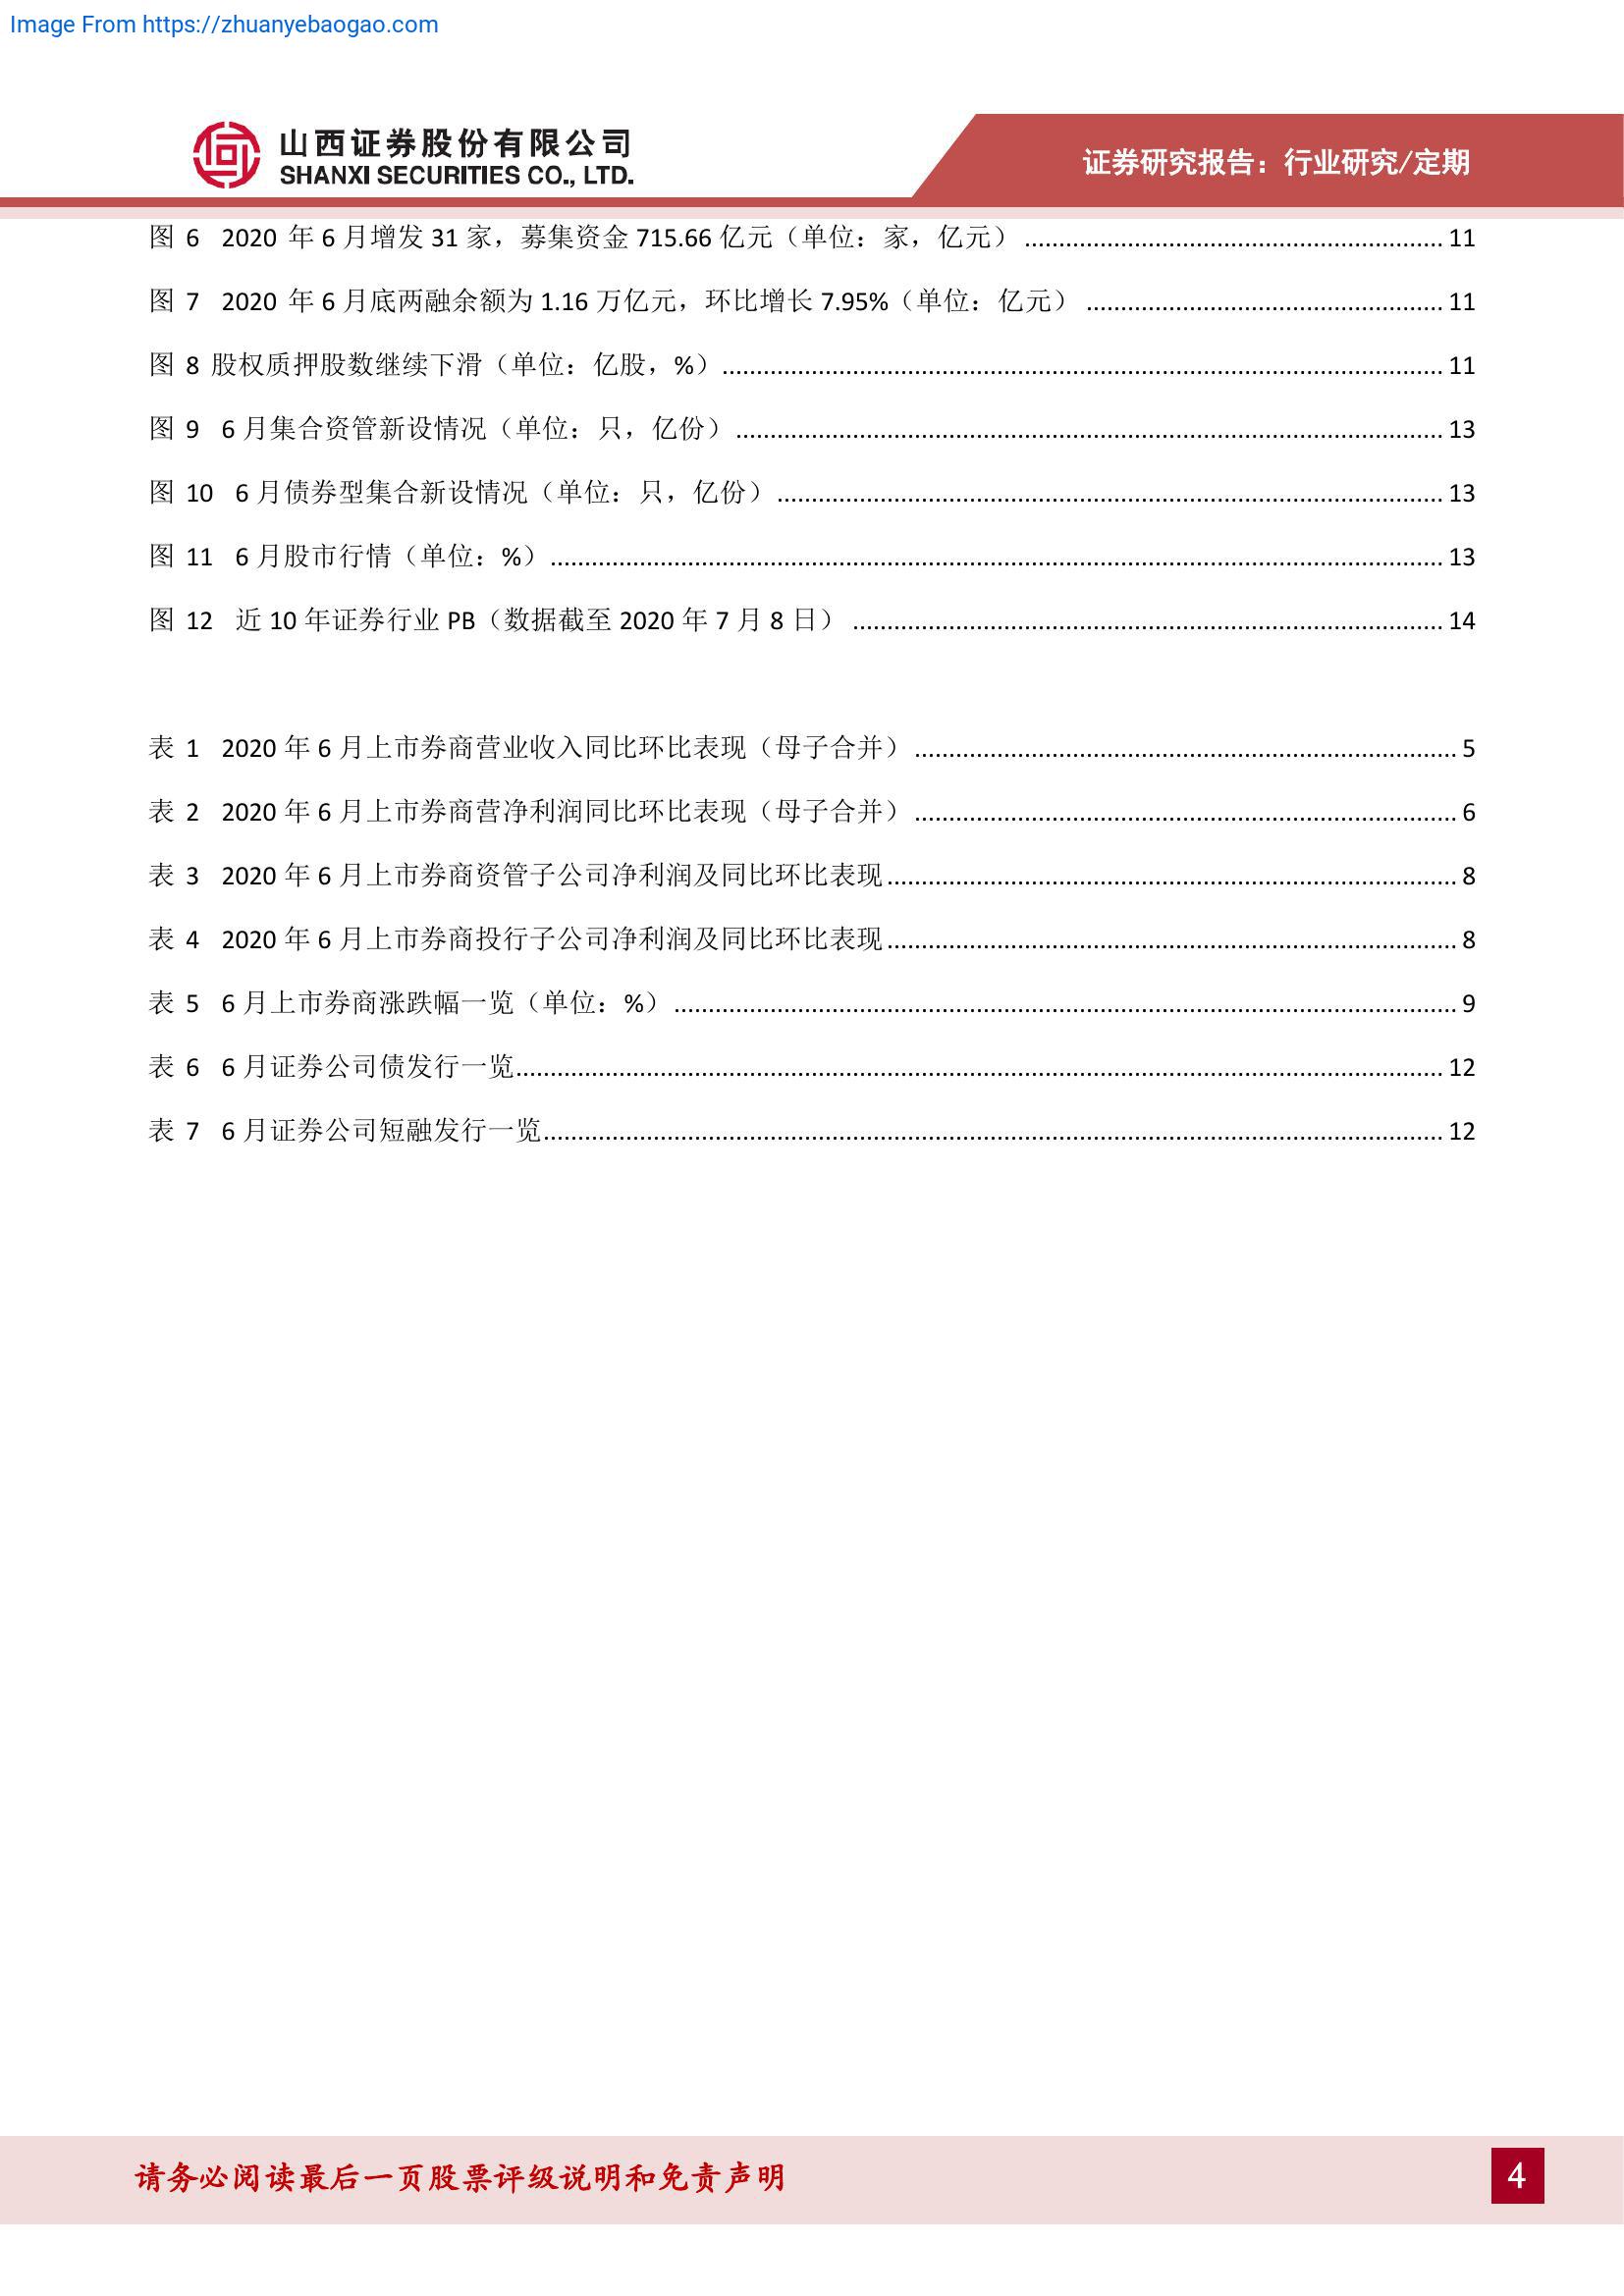 Image From https://zhuanyebaogao.com
山西证券股份有限公司
SHANXI SECURITIES CO., LTD.
证券研究报告：行业研究/定期
图 6 2020 年 6 月增发 31 家，募集资金 715.66 亿元（单位：家，亿元） 11
图 7 2020 年 6 月底两融余额为 1.16 万亿元，环比增长 7.95%（单位：亿元） 11
图 8 股权质押股数继续下滑（单位：亿股，%） 11
图 9 6 月集合资管新设情况（单位：只，亿份） 13
图 10 6 月债券型集合新设情况（单位：只，亿份） 13
图 11 6 月股市行情（单位：%） 13
图 12 近 10 年证券行业 PB（数据截至 2020 年 7 月 8 日） 14
表 1 2020 年 6 月上市券商营业收入同比环比表现（母子合并） 5
表 2 2020 年 6 月上市券商营净利润同比环比表现（母子合并） 6
表 3 2020 年 6 月上市券商资管子公司净利润及同比环比表现 8
表 4 2020 年 6 月上市券商投行子公司净利润及同比环比表现 8
表 5 6 月上市券商涨跌幅一览（单位：%） 9
表 6 6 月证券公司债发行一览 12
表 7 6 月证券公司短融发行一览 12
请务必阅读最后一页股票评级说明和免责声明
4